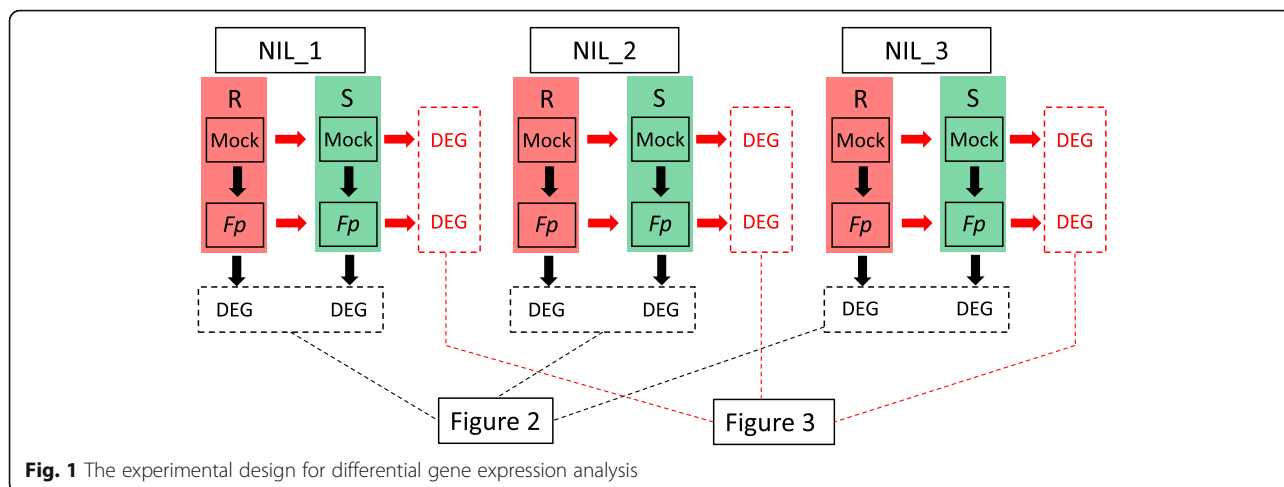 NIL_1 NIL_2 NIL_3
R S R S R S
Mock Mock DEG Mock Mock DEG Mock Mock DEG
Fp Fp DEG Fp Fp DEG Fp Fp DEG
DEG DEG DEG DEG DEG DEG
Figure 2 Figure 3
Fig. 1 The experimental design for differential gene expression analysis